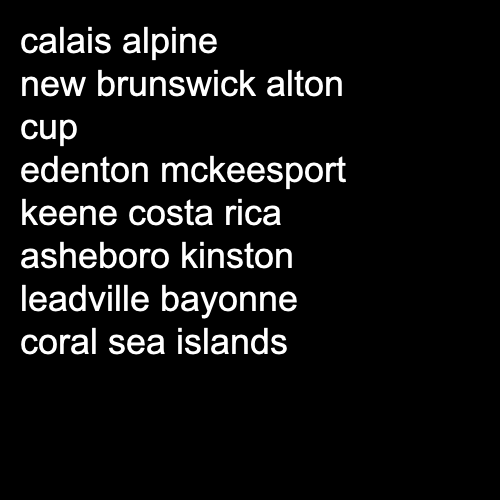 calais alpine
new brunswick alton
cup
edenton mckeesport
keene costa rica
asheboro kinston
leadville bayonne
coral sea islands